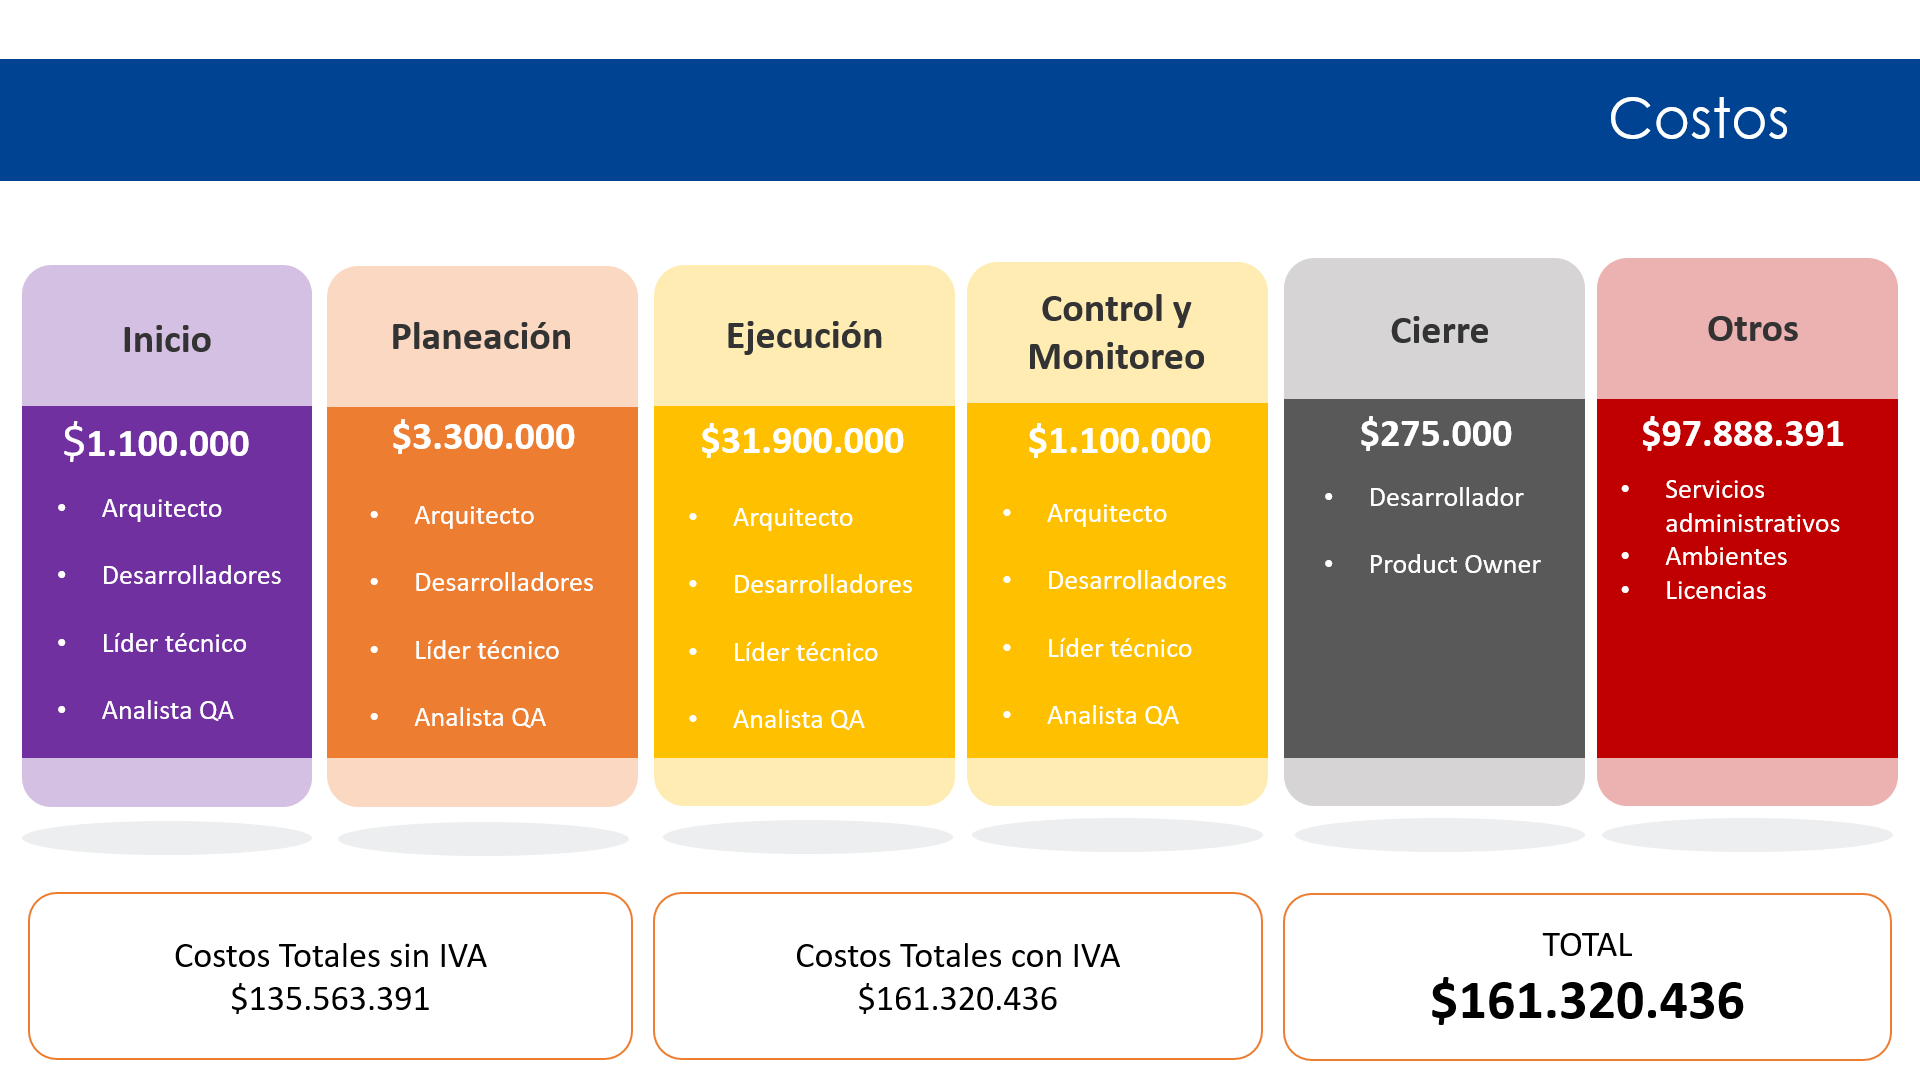 Costos
Inicio
$1.100.000
• Arquitecto
• Desarrolladores
• Líder técnico
• Analista QA
Planeación
$3.300.000
• Arquitecto
• Desarrolladores
• Líder técnico
• Analista QA
Ejecución
$31.900.000
• Arquitecto
• Desarrolladores
• Líder técnico
• Analista QA
Control y
Monitoreo
$1.100.000
• Arquitecto
• Desarrolladores
• Líder técnico
• Analista QA
Cierre
$275.000
• Desarrollador
• Product Owner
Otros
$97.888.391
• Servicios
administrativos
• Ambientes
• Licencias
Costos Totales sin IVA
$135.563.391
Costos Totales con IVA
$161.320.436
TOTAL
$161.320.436